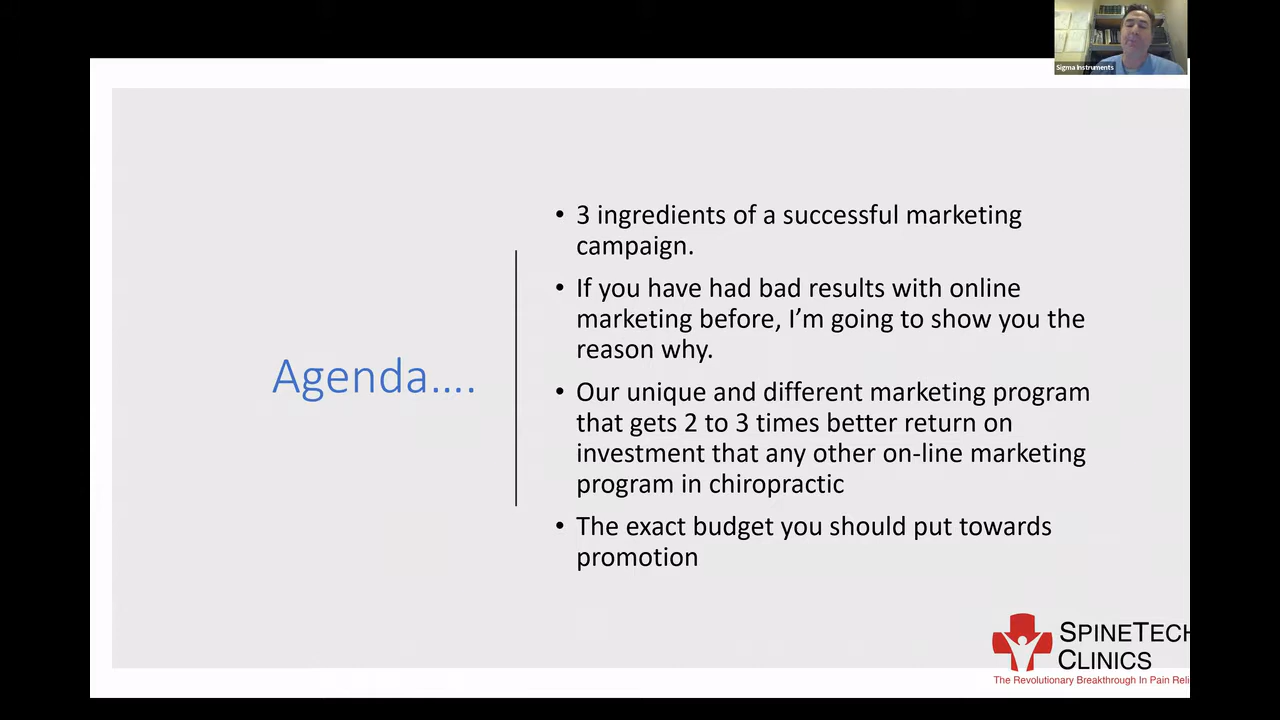 Sigma Instruments
Agenda....
• 3 ingredients of a successful marketing
campaign.
• If you have had bad results with online
marketing before, I'm going to show you the
reason why.
• Our unique and different marketing program
that gets 2 to 3 times better return on
investment that any other on-line marketing
program in chiropractic
• The exact budget you should put towards
promotion
SPINETECH
CLINICS
The Revolutionary Breakthrough In Pain Reli